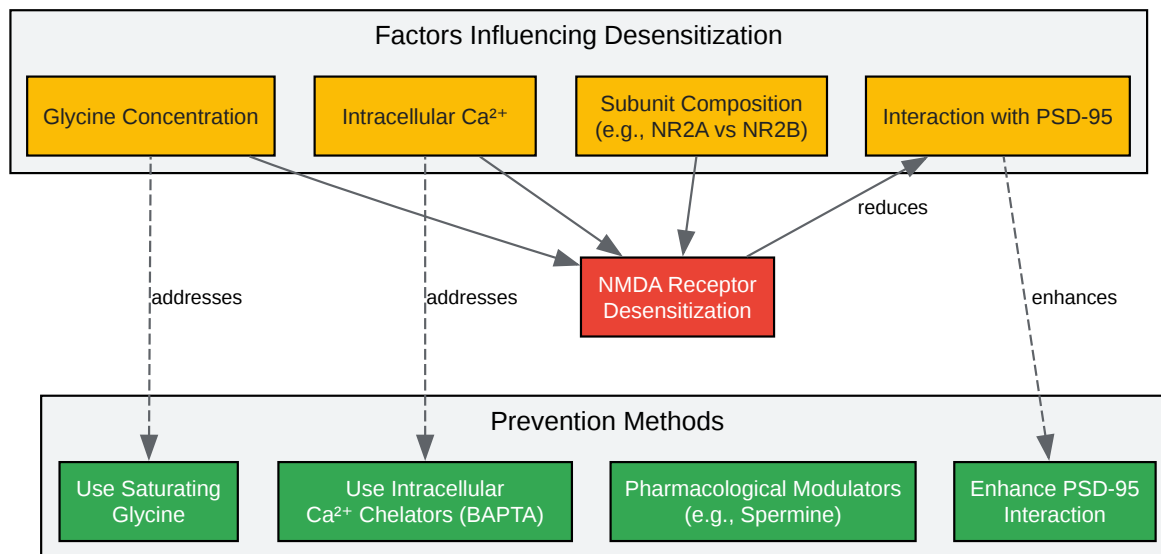 Factors Influencing Desensitization
Glycine Concentration
Intracellular Ca²⁺
Subunit Composition
(e.g., NR2A vs NR2B)
Interaction with PSD-95
reduces
NMDA Receptor
Desensitization
addresses
addresses
enhances
Prevention Methods
Use Saturating
Glycine
Use Intracellular
Ca²⁺ Chelators (BAPTA)
Pharmacological Modulators
(e.g., Spermine)
Enhance PSD-95
Interaction